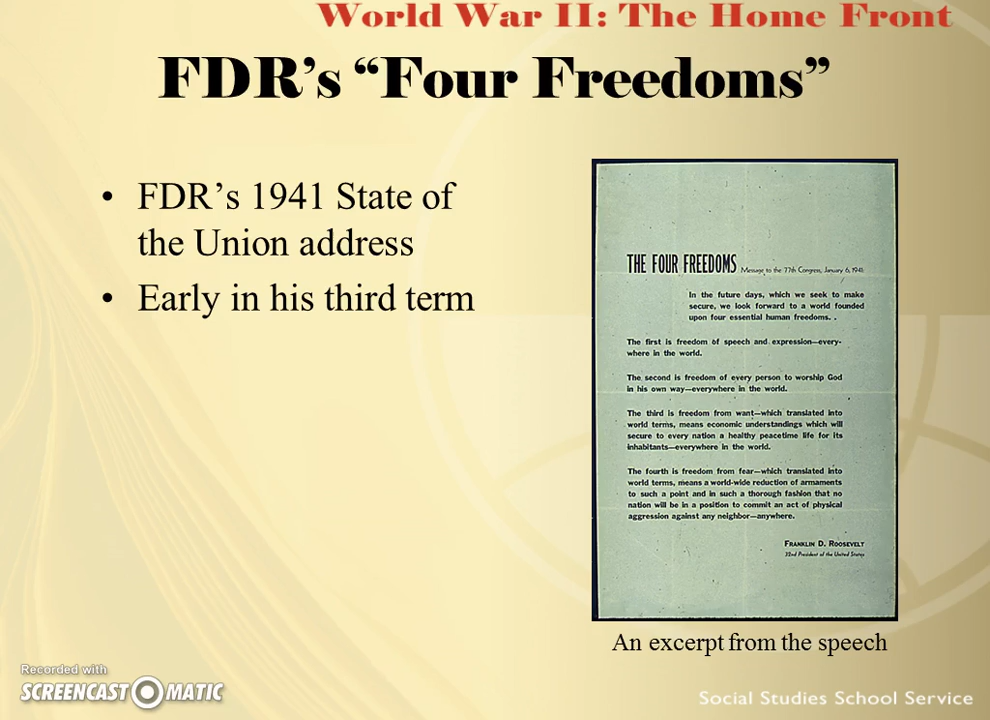 World War II: The Home Front
FDR's “Four Freedoms”
• FDR's 1941 State of
the Union address
• Early in his third term
THE FOUR FREEDOMS Message to the 77th Congress, January 6, 1941
In the future days, which we seek to make
secure, we look forward to a world founded
upon four essential human freedoms. .
The first is freedom of speech and expression—every-
where in the world.
The second is freedom of every person to worship God
in his own way—everywhere in the world.
The third is freedom from want—which translated into
world terms, means economic understandings which will
secure to every nation a healthy peacetime life for its
inhabitants—everywhere in the world.
The fourth is freedom from fear—which translated into
world terms, means a world-wide reduction of armaments
to such a point and in such a thorough fashion that no
nation will be in a position to commit an act of physical
aggression against any neighbor—anywhere.
FRANKLIN D. ROOSEVELT
32nd President of the United States
An excerpt from the speech
Recorded with
SCREENCAST-O-MATIC
Social Studies School Service